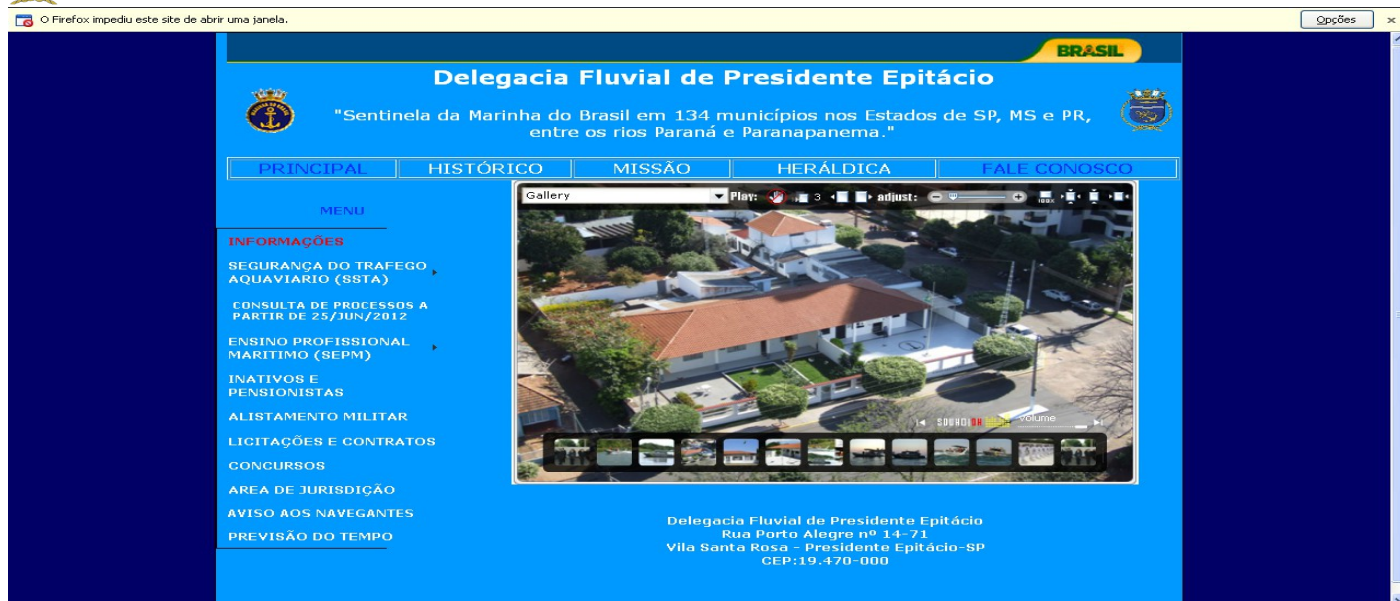 O Firefox impediu este site de abrir uma janela.
Opções
BRASIL
Delegacia Fluvial de Presidente Epitácio
"Sentinela da Marinha do Brasil em 134 municípios nos Estados de SP, MS e PR,
entre os rios Paraná e Paranapanema."
PRINCIPAL
HISTÓRICO
MISSÃO
HERÁLDICA
FALE CONOSCO
MENU
INFORMAÇÕES
SEGURANÇA DO TRAFEGO
AQUAVIARIO (SSTA)
CONSULTA DE PROCESSOS A
PARTIR DE 25/JUN/2012
ENSINO PROFISSIONAL
MARITIMO (SEPM)
INATIVOS E
PENSIONISTAS
ALISTAMENTO MILITAR
LICITAÇÕES E CONTRATOS
CONCURSOS
AREA DE JURISDIÇÃO
AVISO AOS NAVEGANTES
PREVISÃO DO TEMPO
Gallery
Play:
3
adjust:
volume
Delegacia Fluvial de Presidente Epitácio
Rua Porto Alegre nº 14-71
Vila Santa Rosa - Presidente Epitácio-SP
CEP:19.470-000